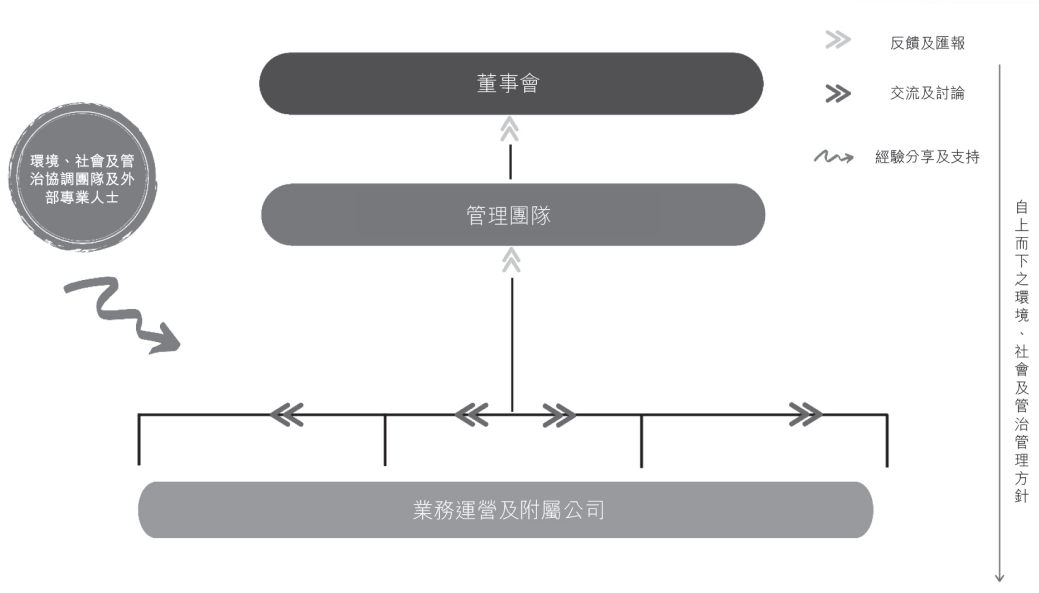 反饋及匯報
董事會
交流及討論
環境、社會及管
治協調團隊及外
部專業人士
經驗分享及支持
管理團隊
自上而下之環境、社會及管治管理方針
業務運營及附屬公司